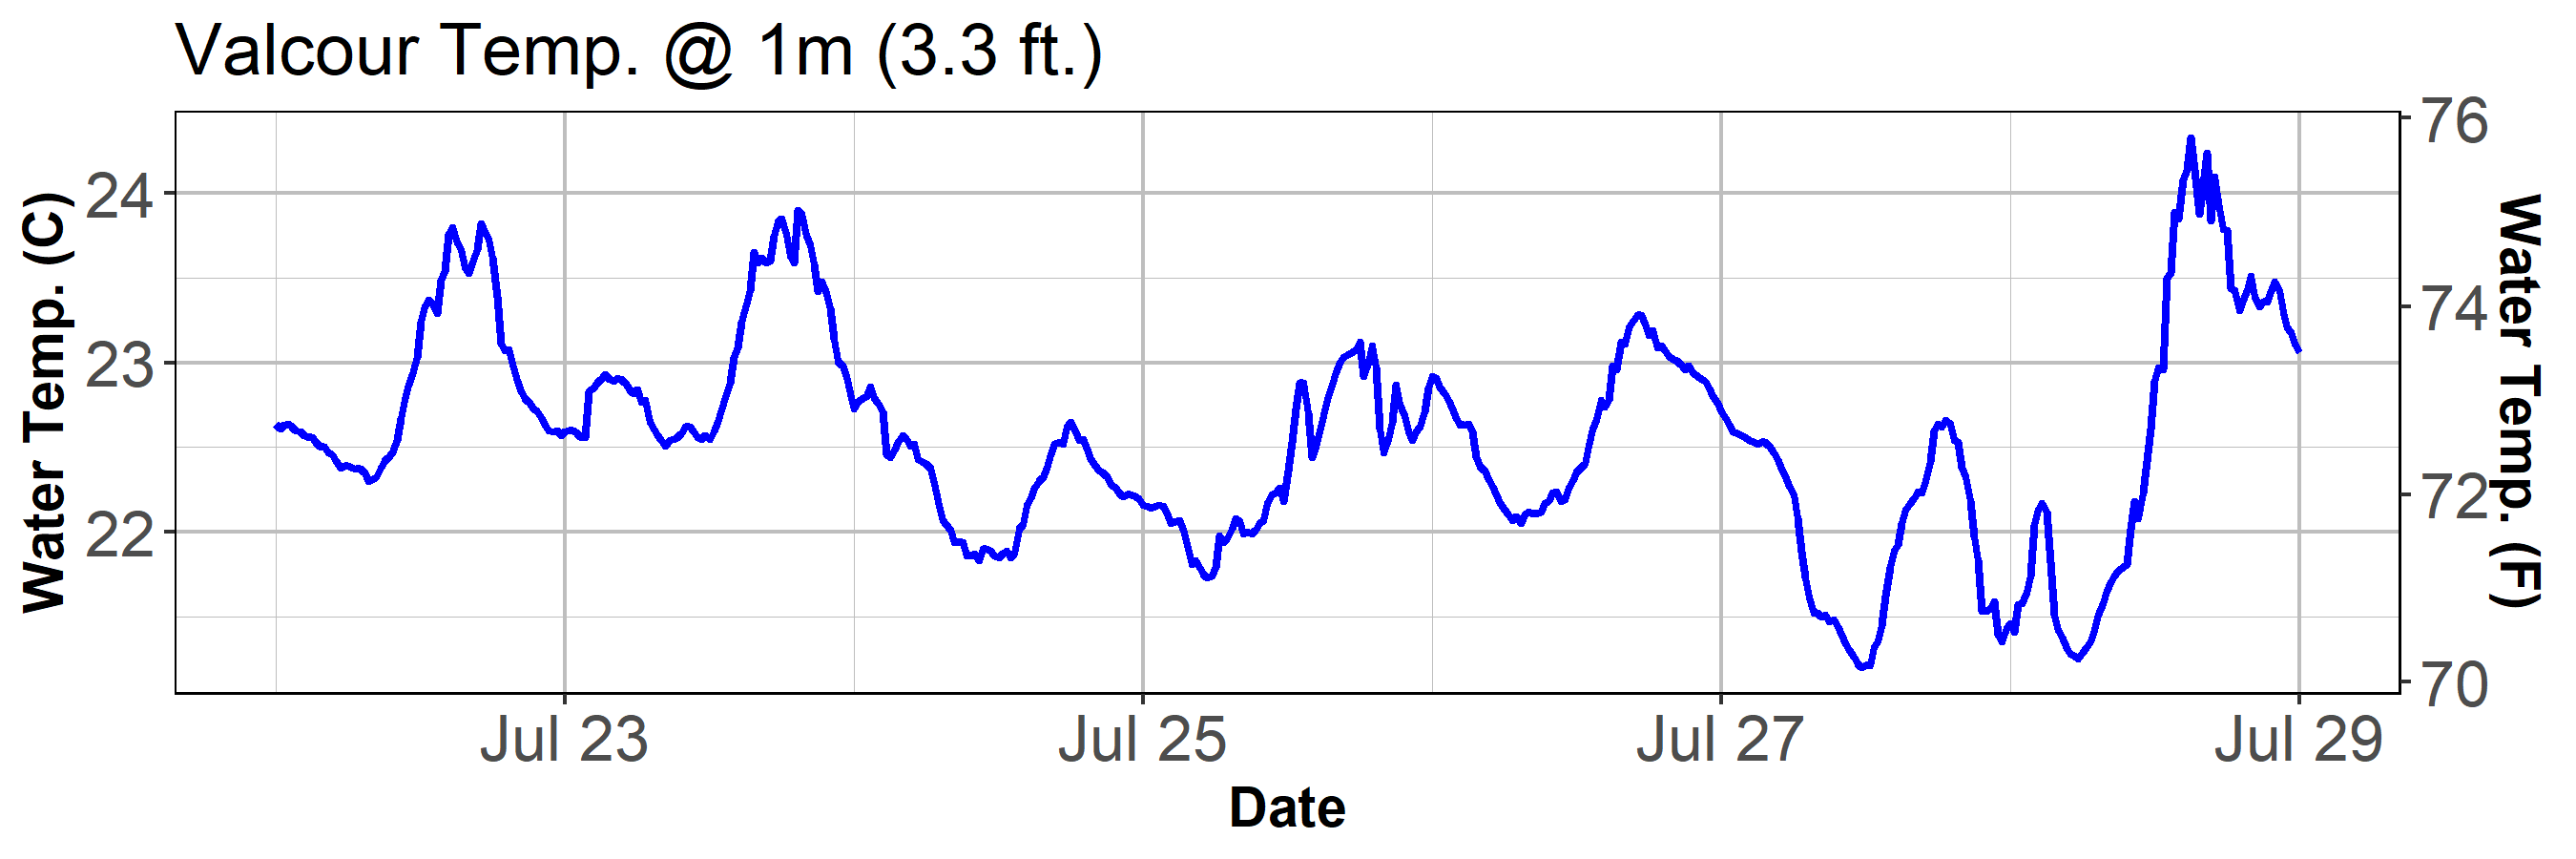 Valcour Temp. @ 1m (3.3 ft.)
Water Temp. (C)
24
23
22
76
74
72
70
Water Temp. (F)
Jul 23
Jul 25
Jul 27
Jul 29
Date